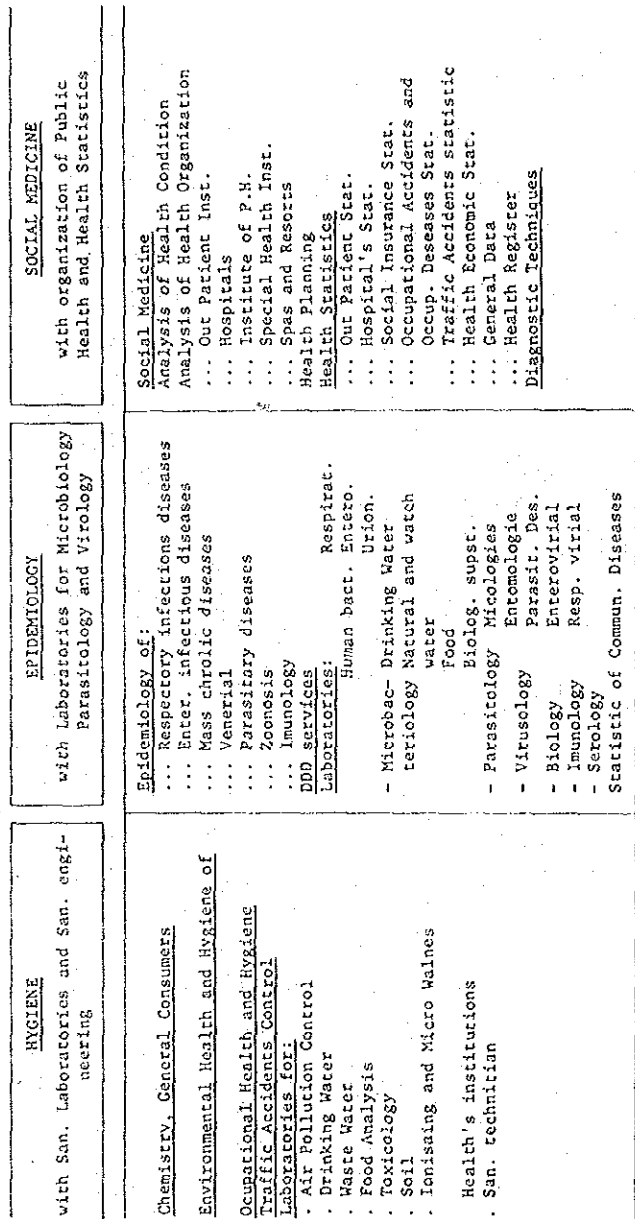 HYGIENE
with San. Laboratories and San. engi-
neering
Chemistry, General Consumers
Environmental Health and Hygiene of
Ocupational Health and Hygiene
Traffic Accidents Control
Laboratories for:
. Air Pollution Control
. Drinking Water
. Waste Water
. Food Analysis
. Toxicology
. Soil
. Ionisaing and Micro Walnes
Health's institutions
. San. technitian
EPIDEMIOLOGY
with Laboratories for Microbiology
Parasitology and Virology
Epidemiology of:
... Respectory infections diseases
... Enter. infectious diseases
... Mass chrolic diseases
... Venerial
... Parasitary diseases
... Zoonosis
... Imunology
DDD services
Laboratories: Respirat.
Human bact. Entero.
Urion.
- Microbac- Drinking Water
teriology Natural and watch
water
Food
Biolog. supst.
- Parasitology Micologies
Entomologie
- Virusology Parasit. Des.
- Biology Enterovirial
- Imunology Resp. virial
- Serology
Statistic of Commun. Diseases
SOCIAL MEDICINE
with organization of Public
Health and Health Statistics
Social Medicine
Analysis of Health Condition
Analysis of Health Organization
... Out Patient Inst.
... Hospitals
... Institute of P.H.
... Special Health Inst.
... Spas and Resorts
Health Planning
Health Statistics
... Out Patient Stat.
... Hospital's Stat.
... Social Insurance Stat.
... Occupational Accidents and
Occup. Deseases Stat.
... Traffic Accidents statistic
... Health Economic Stat.
... General Data
... Health Register
Diagnostic Techniques